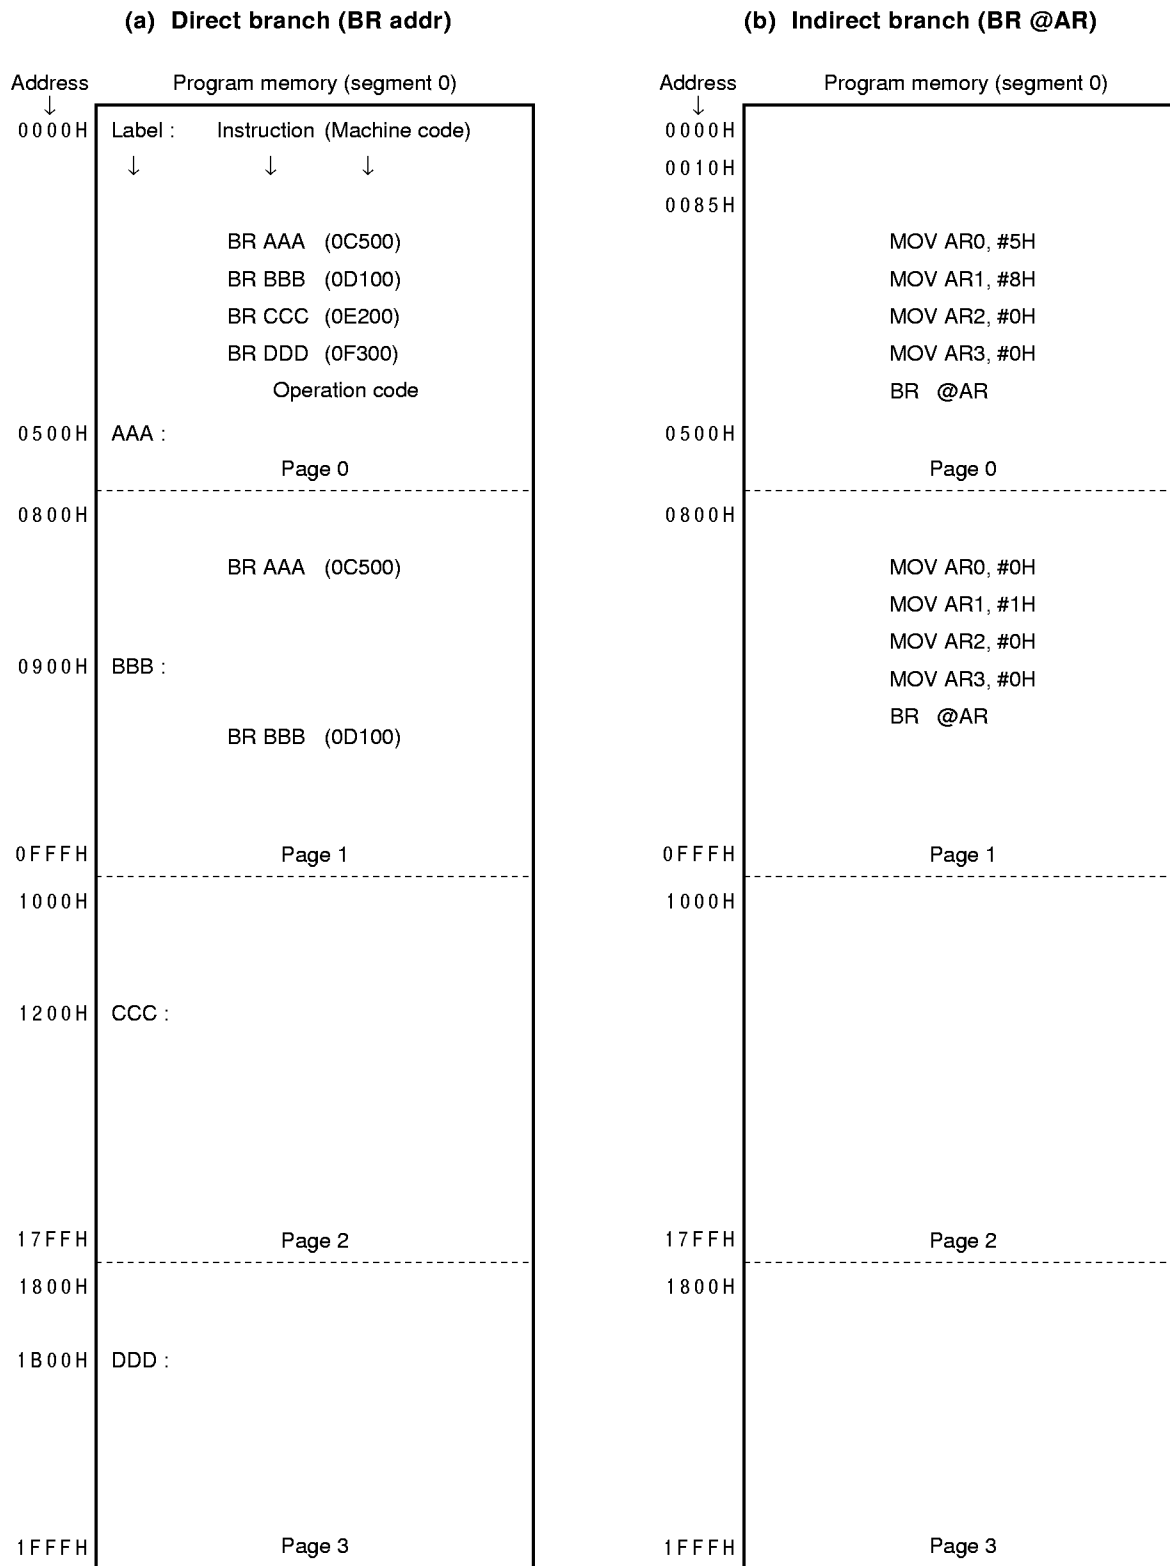 (a) Direct branch (BR addr)
Address
Program memory (segment 0)
↓
0000H Label : Instruction (Machine code)
↓ ↓ ↓
BR AAA (0C500)
BR BBB (0D100)
BR CCC (0E200)
BR DDD (0F300)
Operation code
0500H AAA :
Page 0
0800H
BR AAA (0C500)
0900H BBB :
BR BBB (0D100)
0FFFH Page 1
1000H
1200H CCC :
17FFH Page 2
1800H
1B00H DDD :
1FFFH Page 3
(b) Indirect branch (BR @AR)
Address
Program memory (segment 0)
↓
0000H
0010H
0085H
MOV AR0, #5H
MOV AR1, #8H
MOV AR2, #0H
MOV AR3, #0H
BR @AR
0500H
Page 0
0800H
MOV AR0, #0H
MOV AR1, #1H
MOV AR2, #0H
MOV AR3, #0H
BR @AR
0FFFH Page 1
1000H
17FFH Page 2
1800H
1FFFH Page 3